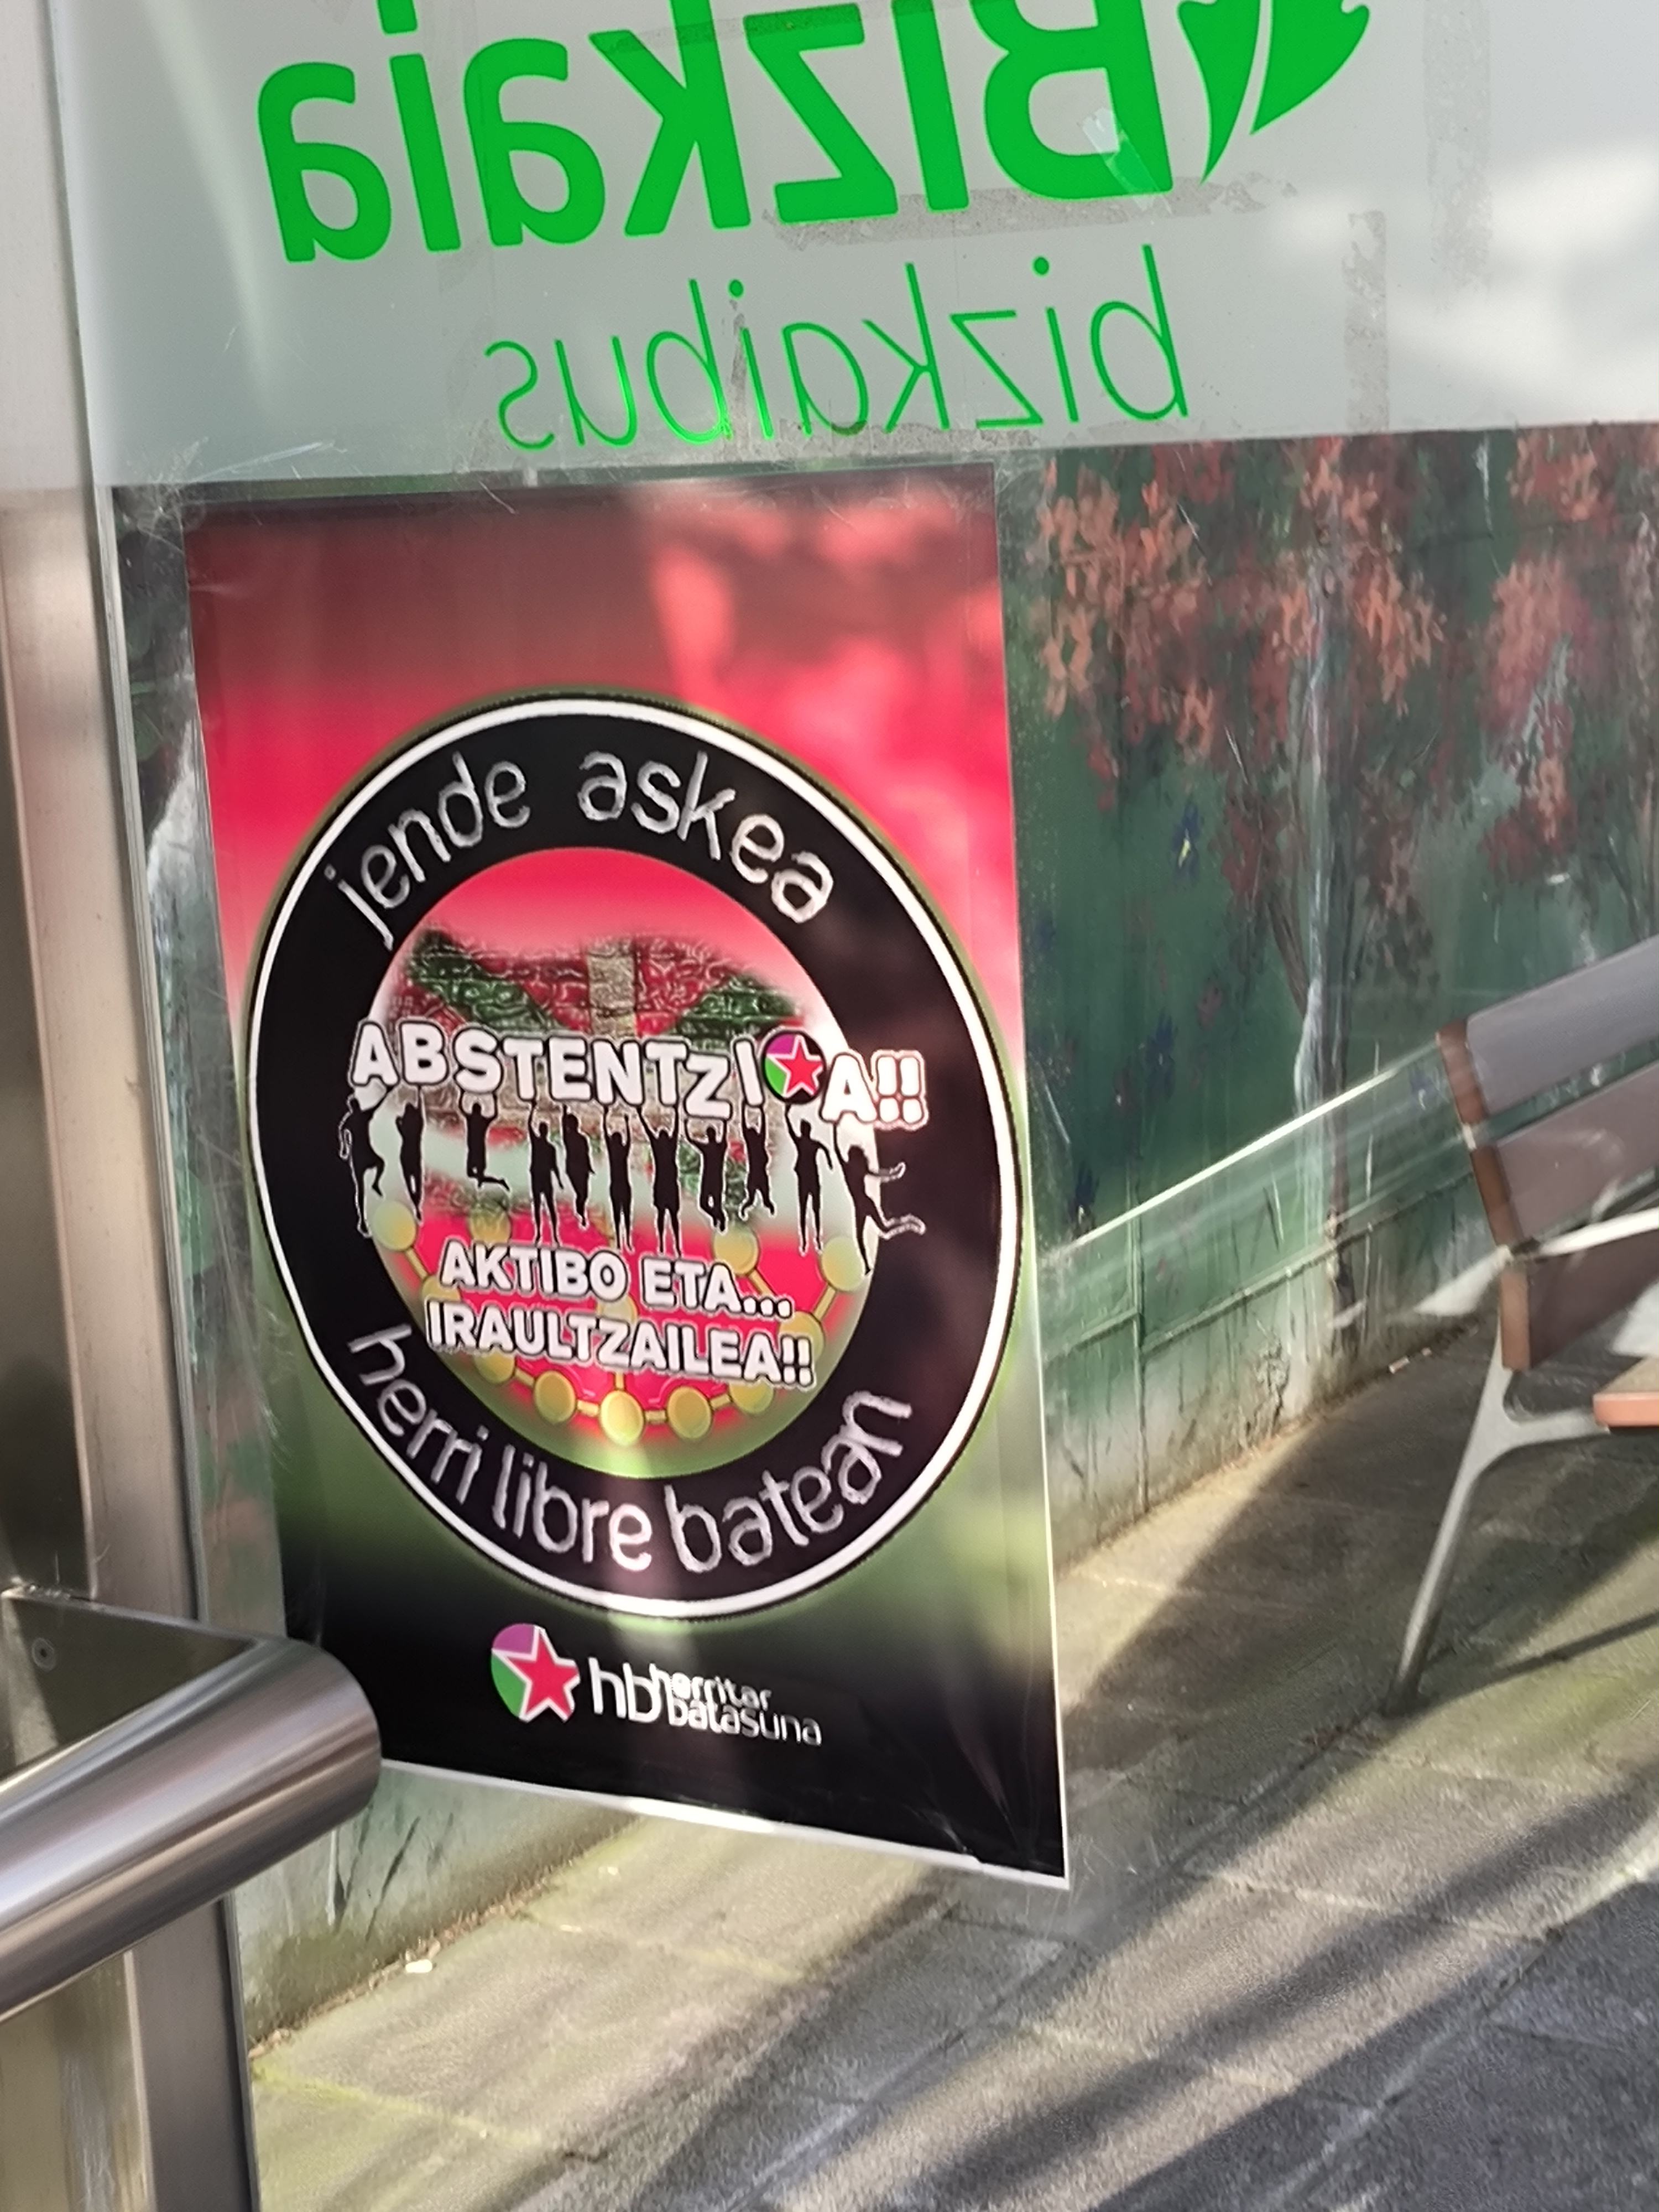 Bizkaia
bizkaibus
jende askea
ABSTENTZIOA!!
AKTIBO ETA...
IRAULTZAILEA!!
herri libre batean
hb herritar
batasuna